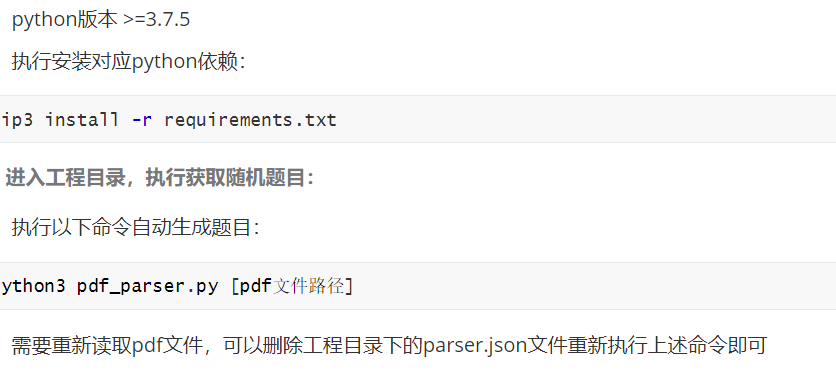 python版本 >=3.7.5
执行安装对应python依赖：
ip3 install -r requirements.txt
进入工程目录，执行获取随机题目：
执行以下命令自动生成题目：
ython3 pdf_parser.py [pdf文件路径]
需要重新读取pdf文件，可以删除工程目录下的parser.json文件重新执行上述命令即可